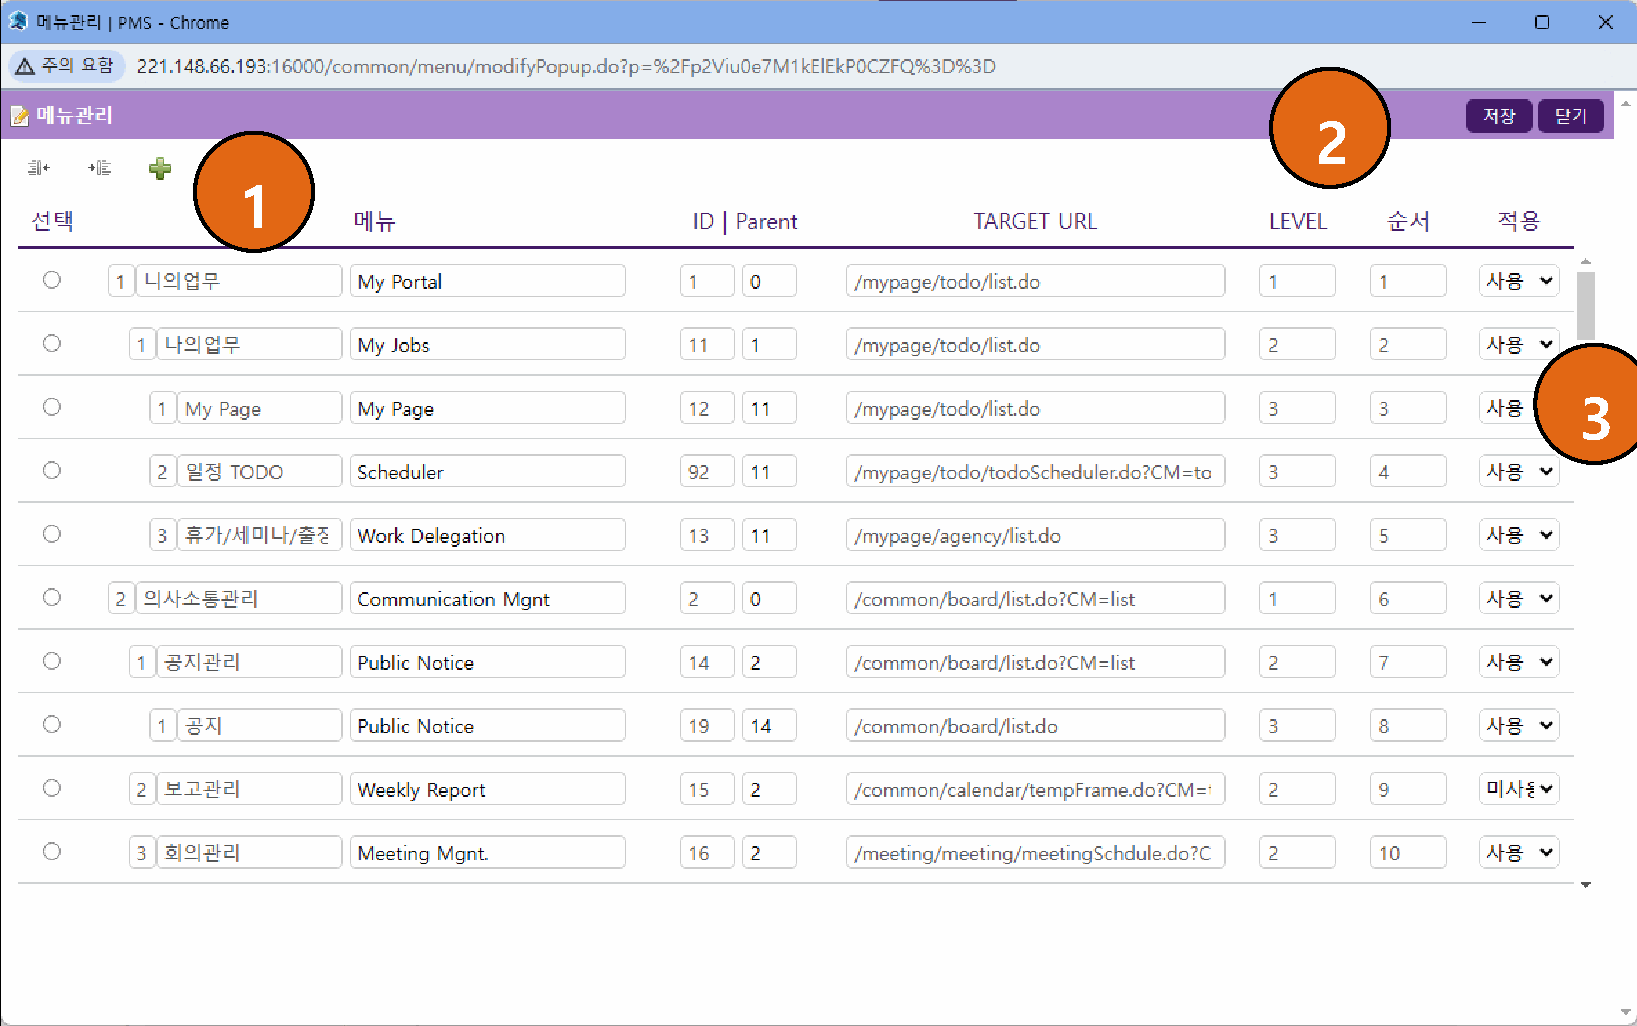 메뉴관리 | PMS - Chrome
주의 요함 221.148.66.193:16000/common/menu/modifyPopup.do?p=%2Fp2Viu0e7M1kElEkP0CZFQ%3D%3D
메뉴관리 저장 닫기
1
2
3
선택 메뉴 ID | Parent TARGET URL LEVEL 순서 적용
1 니의업무 My Portal 1 0 /mypage/todo/list.do 1 1 사용
1 나의업무 My Jobs 11 1 /mypage/todo/list.do 2 2 사용
1 My Page My Page 12 11 /mypage/todo/list.do 3 3 사용
2 일정 TODO Scheduler 92 11 /mypage/todo/todoScheduler.do?CM=to 3 4 사용
3 휴가/세미나/출장 Work Delegation 13 11 /mypage/agency/list.do 3 5 사용
2 의사소통관리 Communication Mgnt 2 0 /common/board/list.do?CM=list 1 6 사용
1 공지관리 Public Notice 14 2 /common/board/list.do?CM=list 2 7 사용
1 공지 Public Notice 19 14 /common/board/list.do 3 8 사용
2 보고관리 Weekly Report 15 2 /common/calendar/tempFrame.do?CM= 2 9 미사용
3 회의관리 Meeting Mgnt. 16 2 /meeting/meeting/meetingSchdule.do?C 2 10 사용